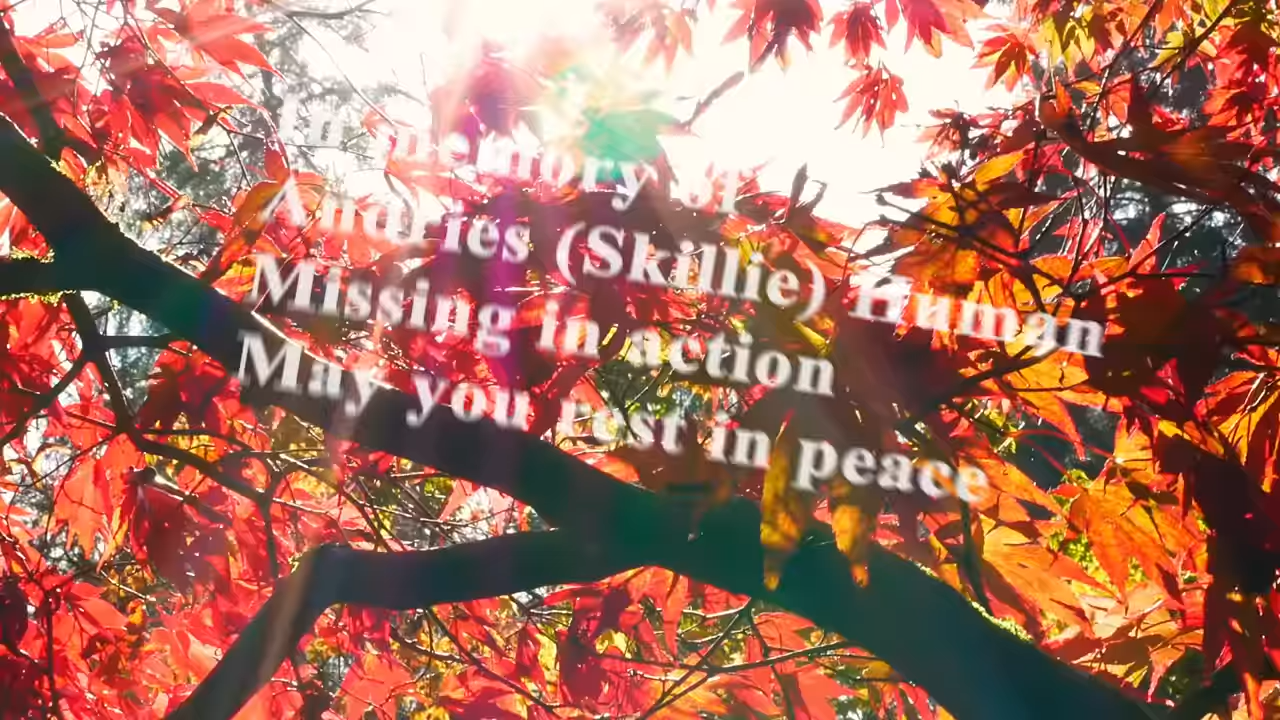 In memory of
Andries (Skillie) Human
Missing in action
May you rest in peace